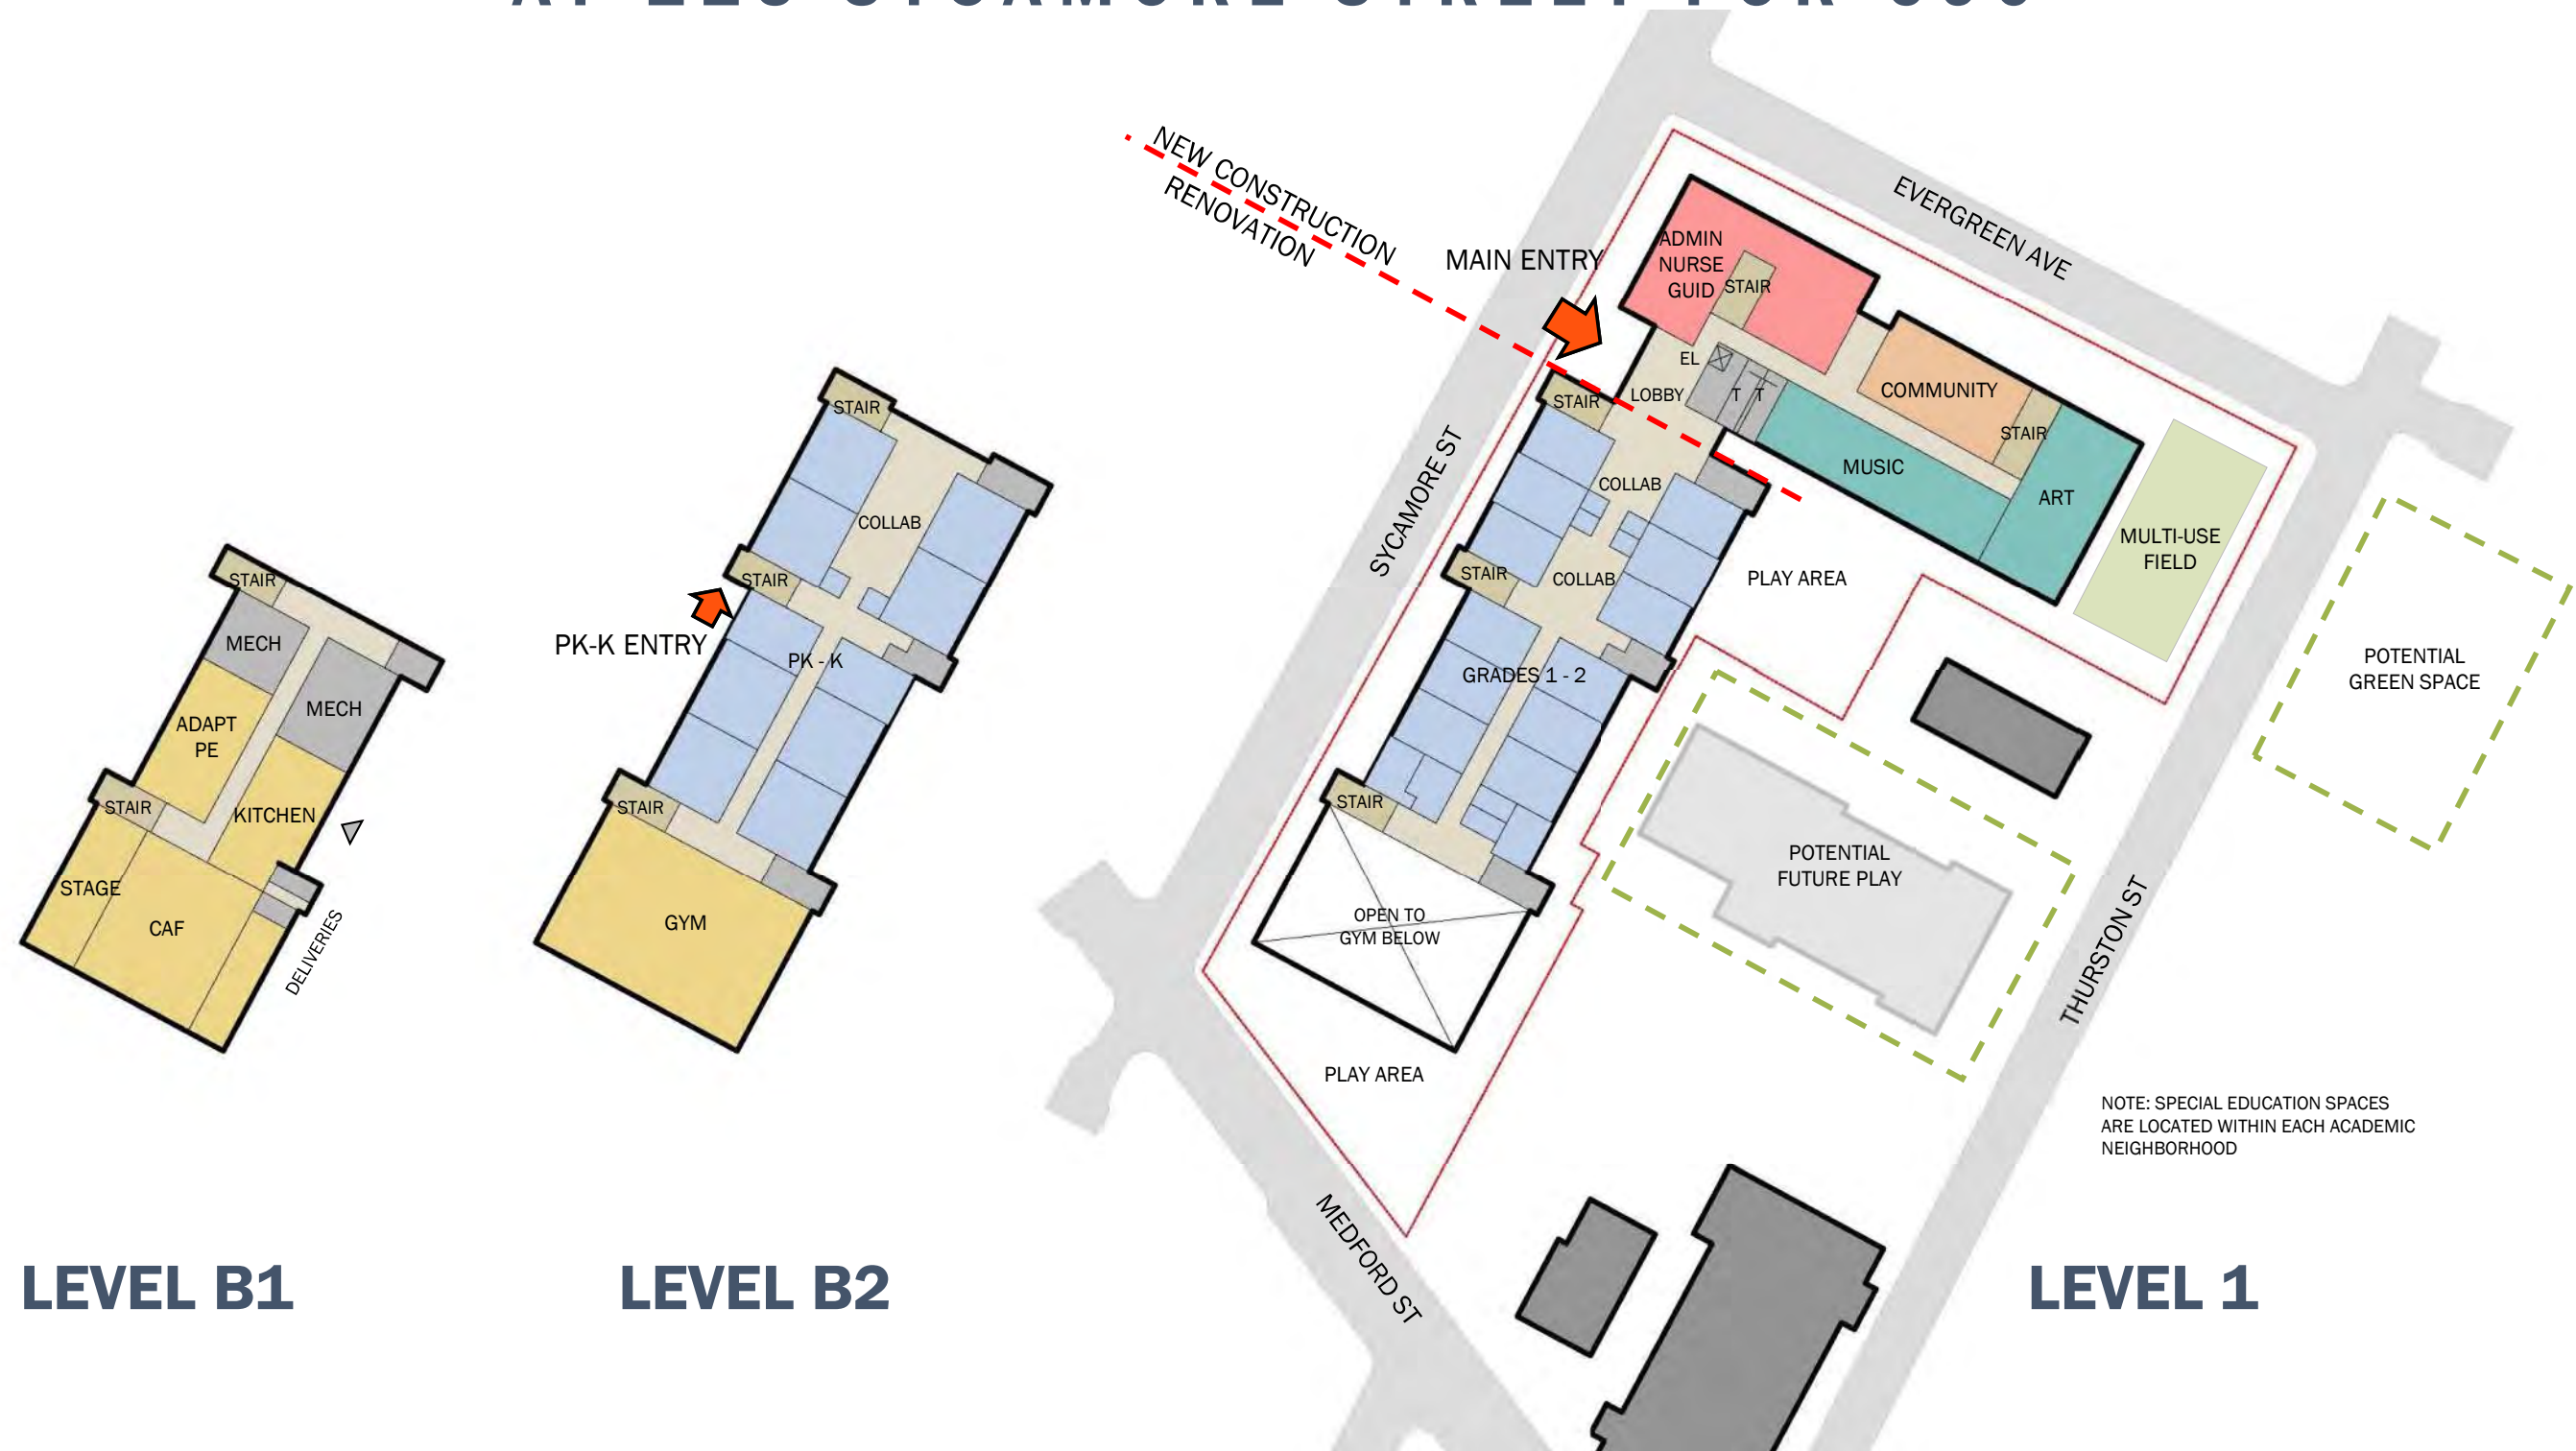 NEW CONSTRUCTION
RENOVATION
MAIN ENTRY
EVERGREEN AVE
SYCAMORE ST
ADMIN
NURSE
GUID
STAIR
EL
LOBBY
T T
COMMUNITY
STAIR
STAIR
MUSIC
ART
COLLAB
COLLAB
STAIR
PLAY AREA
MULTI-USE
FIELD
POTENTIAL
GREEN SPACE
GRADES 1 - 2
STAIR
OPEN TO
GYM BELOW
PLAY AREA
POTENTIAL
FUTURE PLAY
THURSTON ST
MEDFORD ST
NOTE: SPECIAL EDUCATION SPACES
ARE LOCATED WITHIN EACH ACADEMIC
NEIGHBORHOOD
STAIR
COLLAB
STAIR
PK-K ENTRY
PK - K
STAIR
GYM
STAIR
MECH
MECH
ADAPT
PE
STAIR
KITCHEN
STAGE
CAF
DELIVERIES
LEVEL B1
LEVEL B2
LEVEL 1